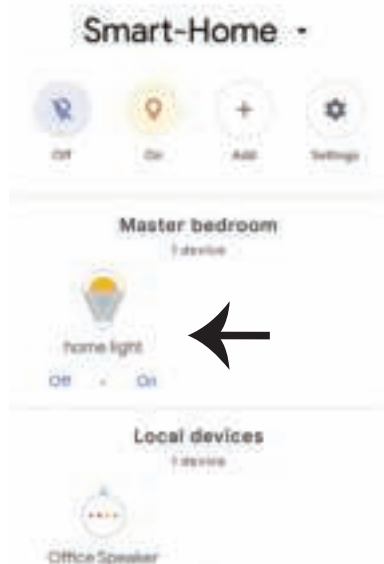 Smart-Home
Off On Add Settings
Master bedroom
1 device
home light
Off • On
Local devices
1 device
Office Speaker